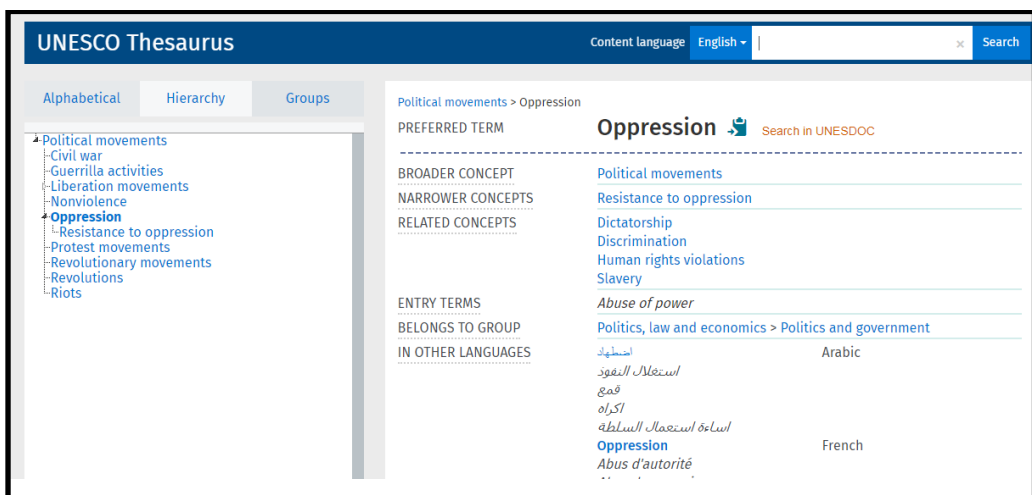 UNESCO Thesaurus
Content language English
Search
Alphabetical Hierarchy Groups
Political movements
Civil war
Guerrilla activities
Liberation movements
Nonviolence
Oppression
Resistance to oppression
Protest movements
Revolutionary movements
Revolutions
Riots
Political movements > Oppression
PREFERRED TERM Oppression Search in UNESDOC
BROADER CONCEPT Political movements
NARROWER CONCEPTS Resistance to oppression
RELATED CONCEPTS Dictatorship
Discrimination
Human rights violations
Slavery
ENTRY TERMS Abuse of power
BELONGS TO GROUP Politics, law and economics > Politics and government
IN OTHER LANGUAGES اضطهاد Arabic
استغلال النفوذ
قمع
اكراه
اساءة استعمال السلطة
Oppression French
Abus d'autorité